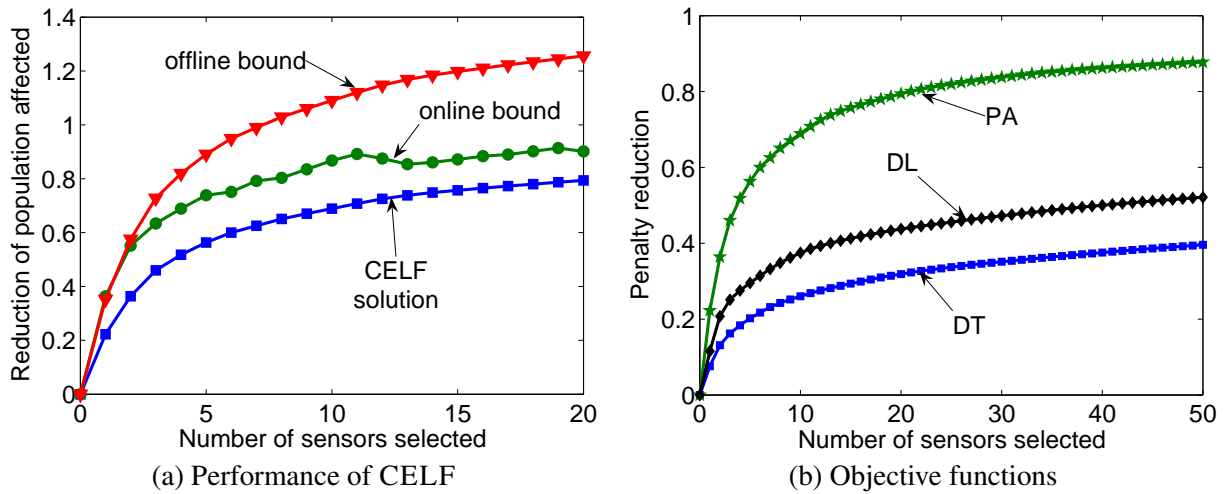 1.4
1.2
1
0.8
0.6
0.4
0.2
0
0
5
10
15
20
Reduction of population affected
Number of sensors selected
offline bound
online bound
CELF
solution
(a) Performance of CELF
1
0.8
0.6
0.4
0.2
0
0
10
20
30
40
50
Penalty reduction
Number of sensors selected
PA
DL
DT
(b) Objective functions